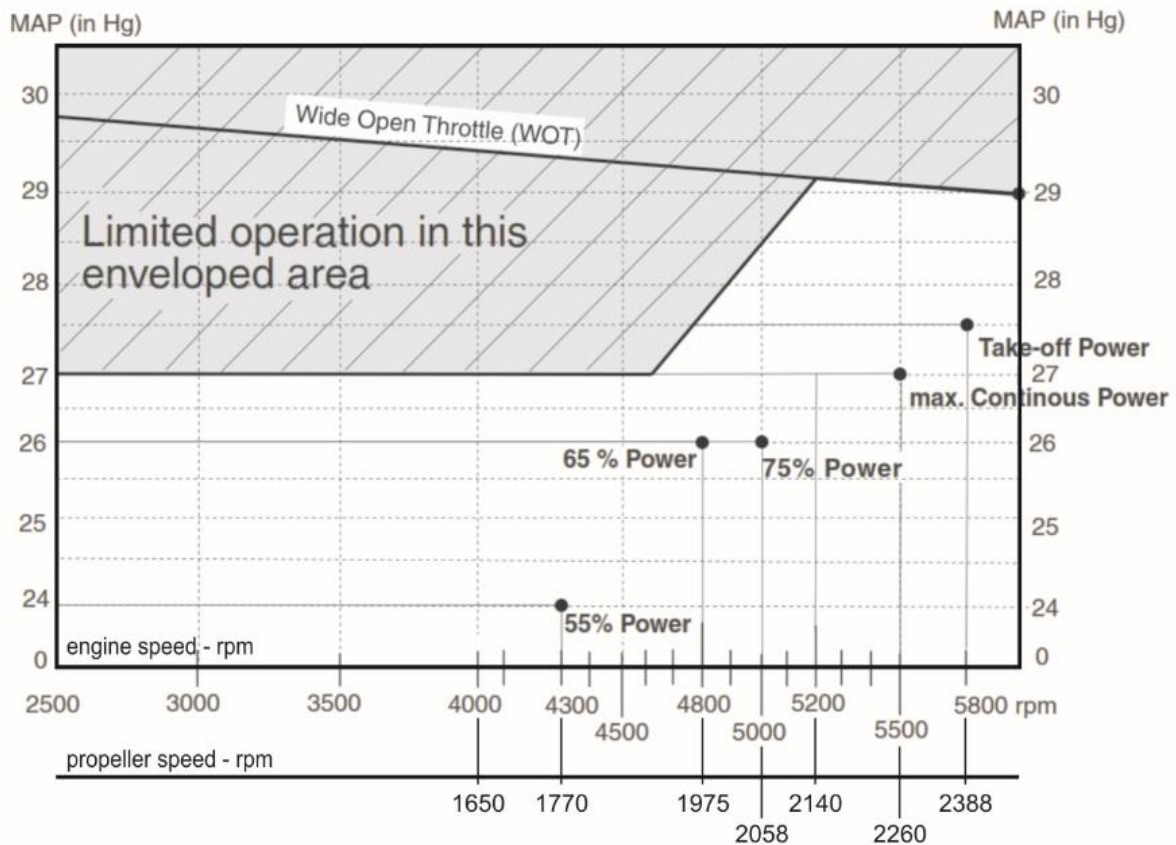 MAP (in Hg)
MAP (in Hg)
30
30
Wide Open Throttle (WOT)
29
29
Limited operation in this
enveloped area
28
28
Take-off Power
27
27
max. Continous Power
26
26
65 % Power
75% Power
25
25
24
24
55% Power
engine speed - rpm
0
0
2500
3000
3500
4000
4300
4800
5200
5800 rpm
4500
5000
5500
propeller speed - rpm
1650
1770
1975
2140
2388
2058
2260